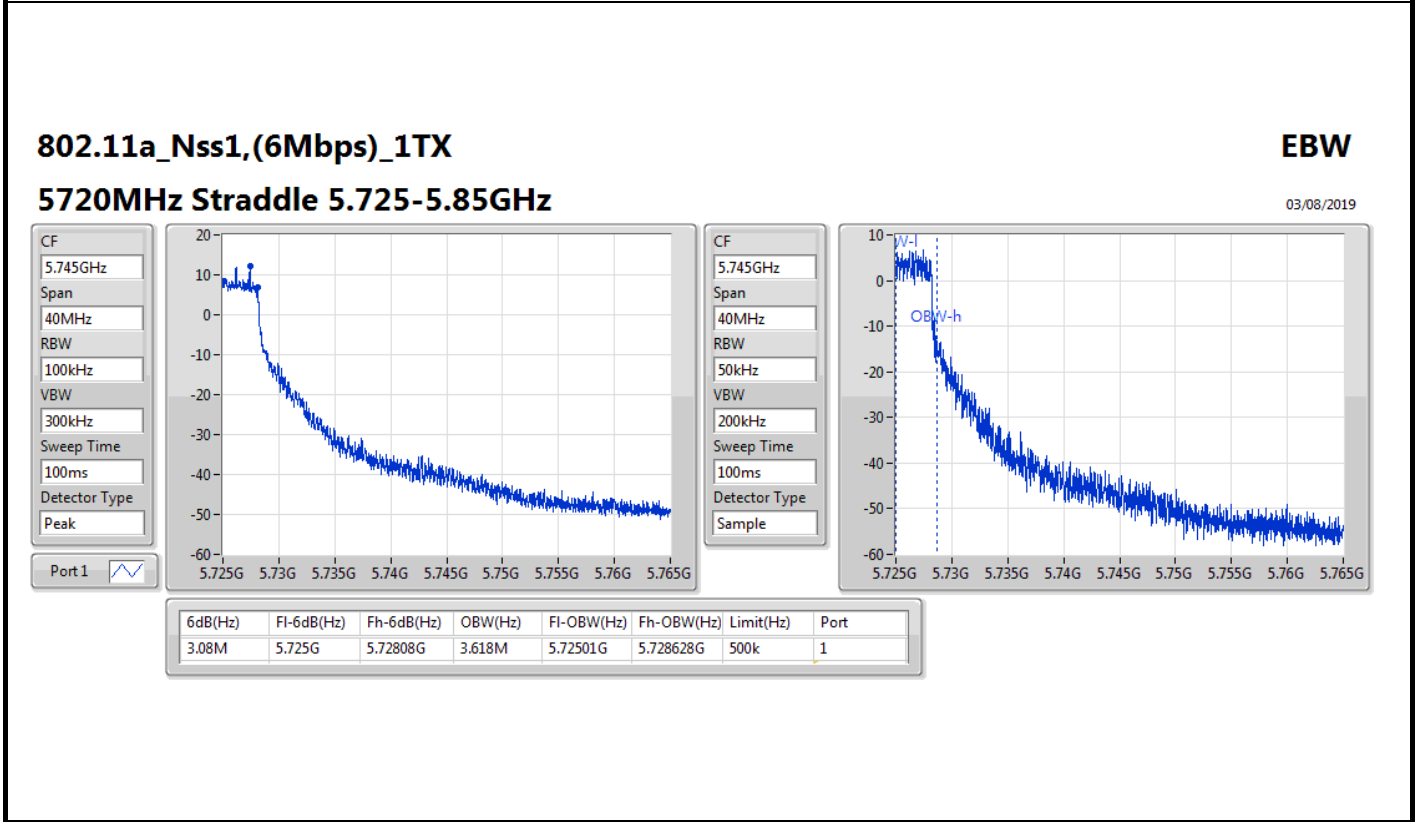 802.11a_Nss1,(6Mbps)_1TX
EBW
5720MHz Straddle 5.725-5.85GHz
03/08/2019
CF
5.745GHz
Span
40MHz
RBW
100kHz
VBW
300kHz
Sweep Time
100ms
Detector Type
Peak
Port 1
20
10
0
-10
-20
-30
-40
-50
-60
5.725G 5.73G 5.735G 5.74G 5.745G 5.75G 5.755G 5.76G 5.765G
CF
5.745GHz
Span
40MHz
RBW
50kHz
VBW
200kHz
Sweep Time
100ms
Detector Type
Sample
10
0
-10
-20
-30
-40
-50
-60
W-l
OBW-h
5.725G 5.73G 5.735G 5.74G 5.745G 5.75G 5.755G 5.76G 5.765G
6dB(Hz) Fl-6dB(Hz) Fh-6dB(Hz) OBW(Hz) Fl-OBW(Hz) Fh-OBW(Hz) Limit(Hz) Port
3.08M 5.725G 5.72808G 3.618M 5.72501G 5.728628G 500k 1